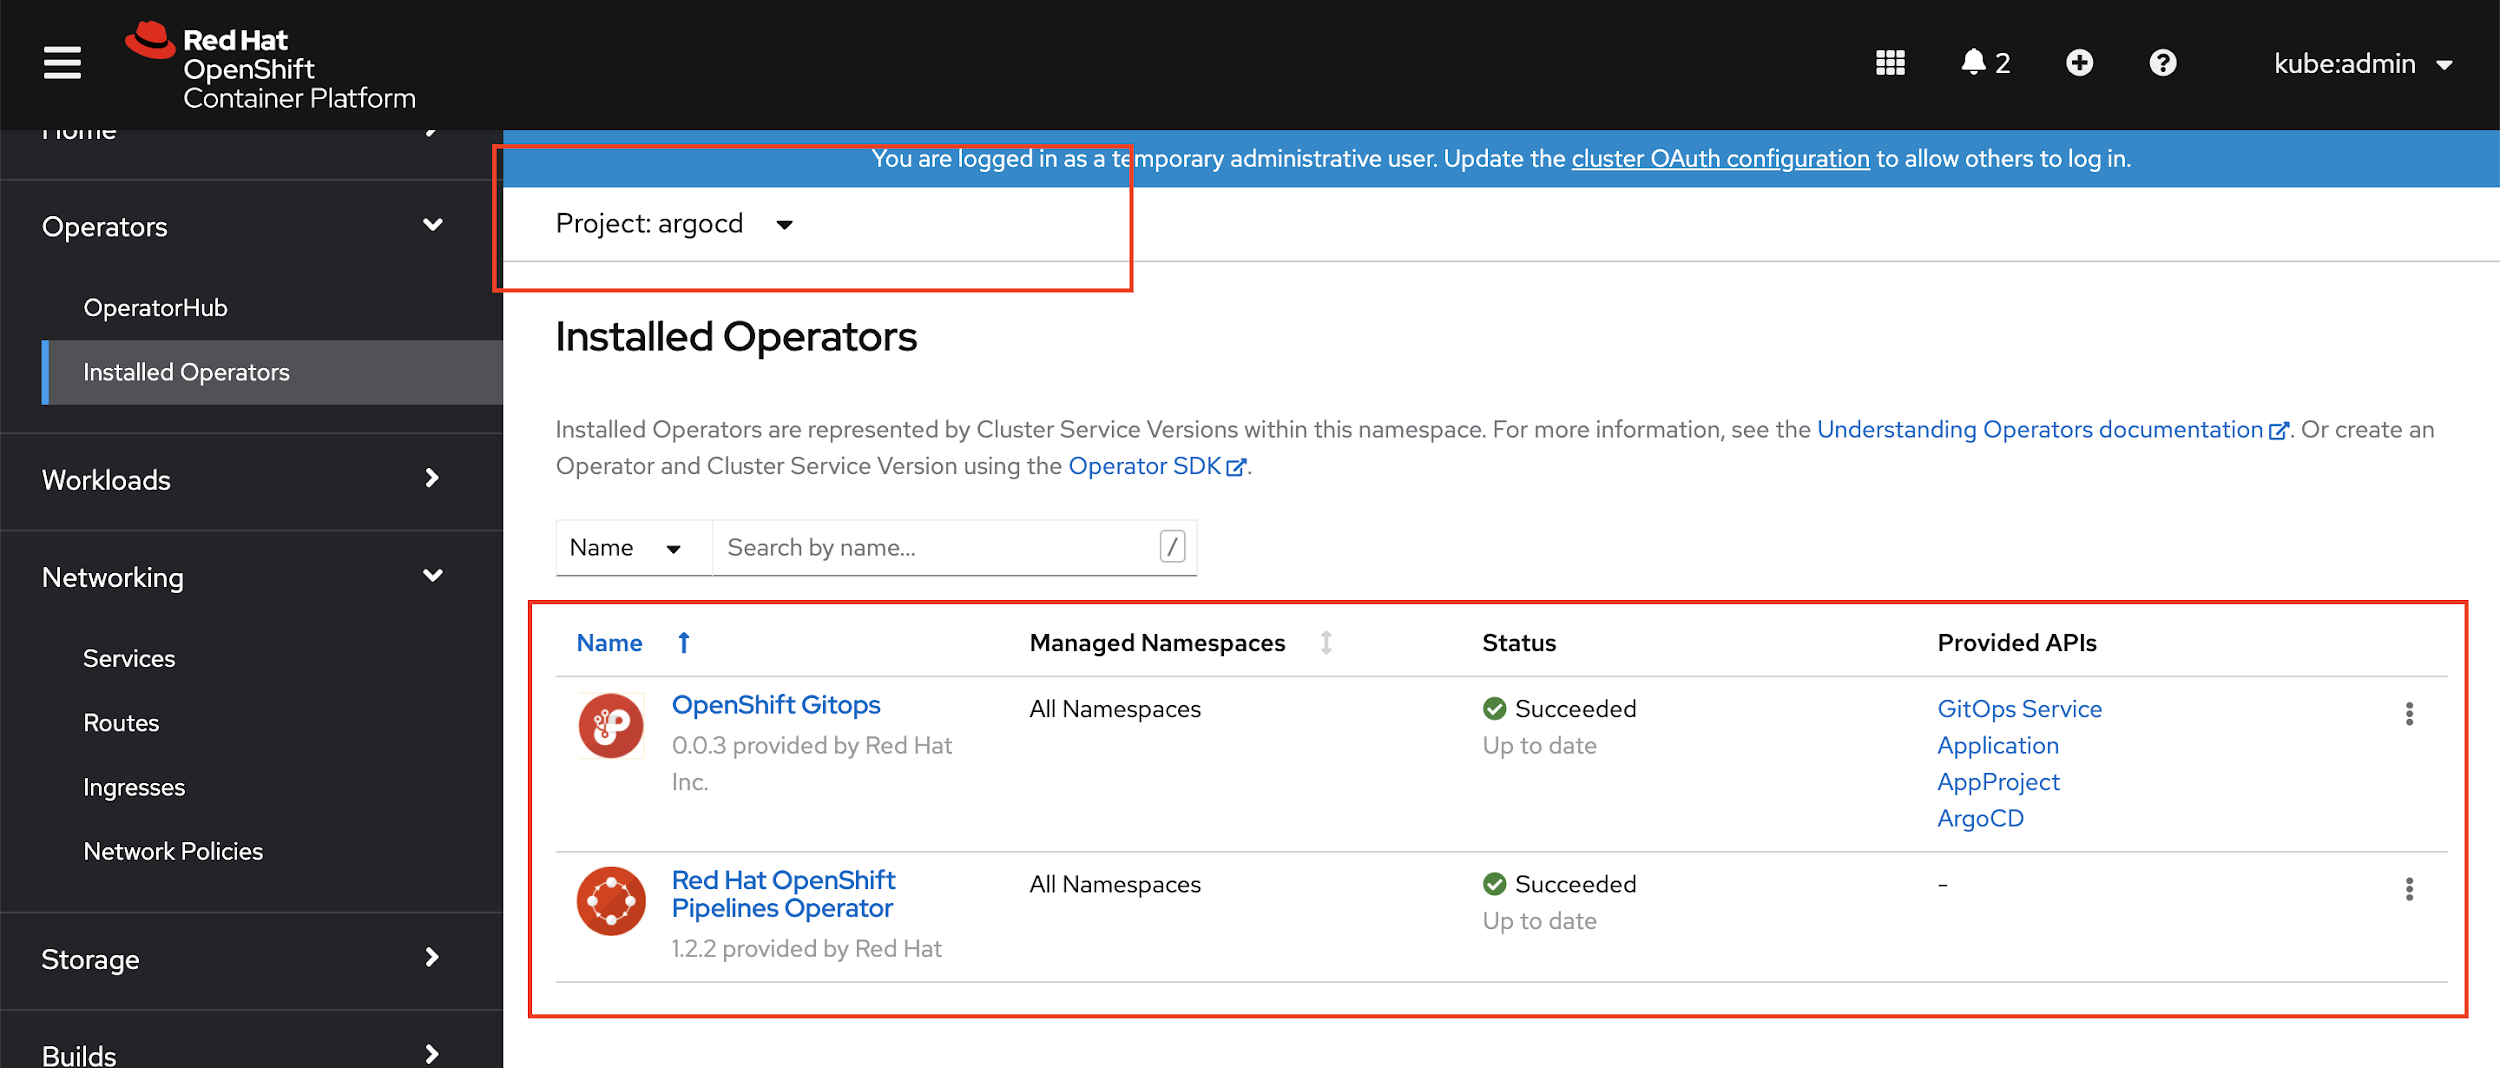 Red Hat
OpenShift
Container Platform
2
kube:admin
Home
Operators
OperatorHub
Installed Operators
Workloads
Networking
Services
Routes
Ingresses
Network Policies
Storage
Builds
You are logged in as a temporary administrative user. Update the cluster OAuth configuration to allow others to log in.
Project: argocd
Installed Operators
Installed Operators are represented by Cluster Service Versions within this namespace. For more information, see the Understanding Operators documentation. Or create an
Operator and Cluster Service Version using the Operator SDK.
Name
Search by name...
/
Name Managed Namespaces Status Provided APIs
OpenShift Gitops All Namespaces Succeeded GitOps Service
0.0.3 provided by Red Hat Up to date Application
Inc. AppProject
ArgoCD
Red Hat OpenShift All Namespaces Succeeded -
Pipelines Operator Up to date
1.2.2 provided by Red Hat